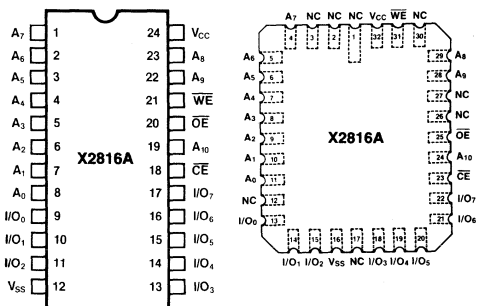 A7 1 24 VCC
A6 2 23 A8
A5 3 22 A9
A4 4 21 WE
A3 5 20 OE
A2 6 19 A10
X2816A
A1 7 18 CE
A0 8 17 I/O7
I/O0 9 16 I/O6
I/O1 10 15 I/O5
I/O2 11 14 I/O4
VSS 12 13 I/O3
A7 NC NC NC VCC WE NC
4 3 2 1 32 31 30
A6 5 29 A8
A5 6 28 A9
A4 7 27 NC
A3 8 26 NC
X2816A
A2 9 25 OE
A1 10 24 A10
A0 11 23 CE
NC 12 22 I/O7
I/O0 13 21 I/O6
14 15 16 17 18 19 20
I/O1 I/O2 VSS NC I/O3 I/O4 I/O5